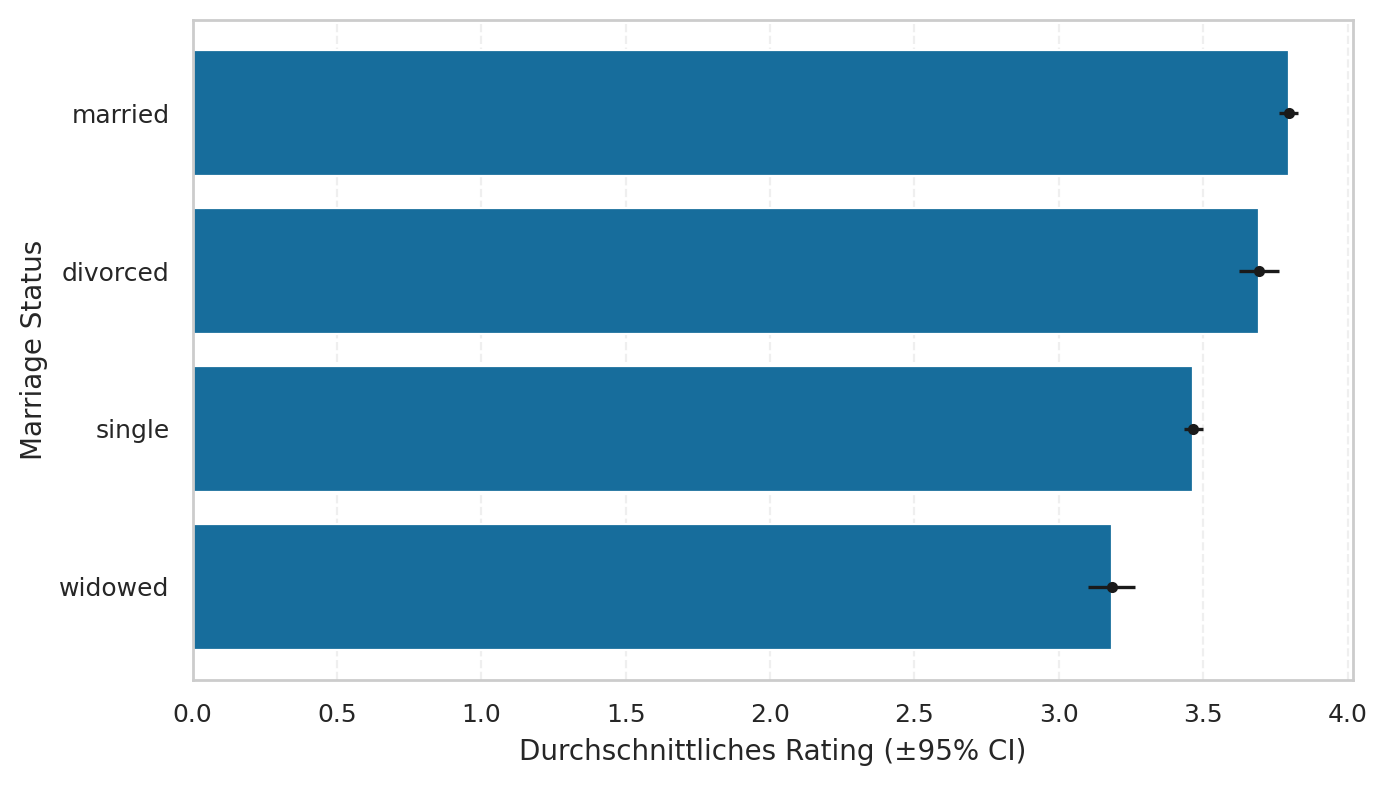 Marriage Status
married
divorced
single
widowed
0.0 0.5 1.0 1.5 2.0 2.5 3.0 3.5 4.0
Durchschnittliches Rating (±95% CI)